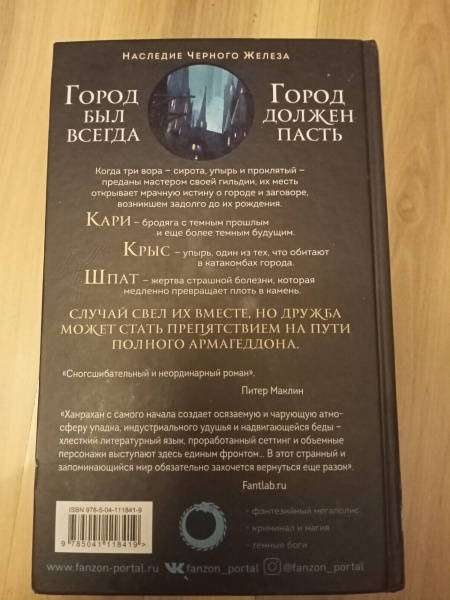 Наследие Черного Железа
Город был всегда
Город должен пасть
Когда три вора – сирота, упырь и проклятый –
преданы мастером своей гильдии, их месть
открывает мрачную истину о городе и заговоре,
возникшем задолго до их рождения.
Кари – бродяга с темным прошлым
и еще более темным будущим.
Крыс – упырь, один из тех, что обитают
в катакомбах города.
Шпат – жертва страшной болезни, которая
медленно превращает плоть в камень.
Случай свел их вместе, но дружба
может стать препятствием на пути
полного Армагеддона.
«Сногсшибательный и неординарный роман».
Питер Маклин
«Ханрахан с самого начала создает осязаемую и чарующую атмо-
сферу упадка, индустриального удушья и надвигающейся беды –
хлесткий литературный язык, проработанный сеттинг и объемные
персонажи выступают здесь единым фронтом... В этот странный и
запоминающийся мир обязательно захочется вернуться еще разок».
Fantlab.ru
ISBN 978-5-04-111841-9
9 785041 118419 >
- фэнтезийный мегаполис
- криминал и магия
- темные боги
www.fanzon-portal.ru
fanzon_portal
@fanzon_portal